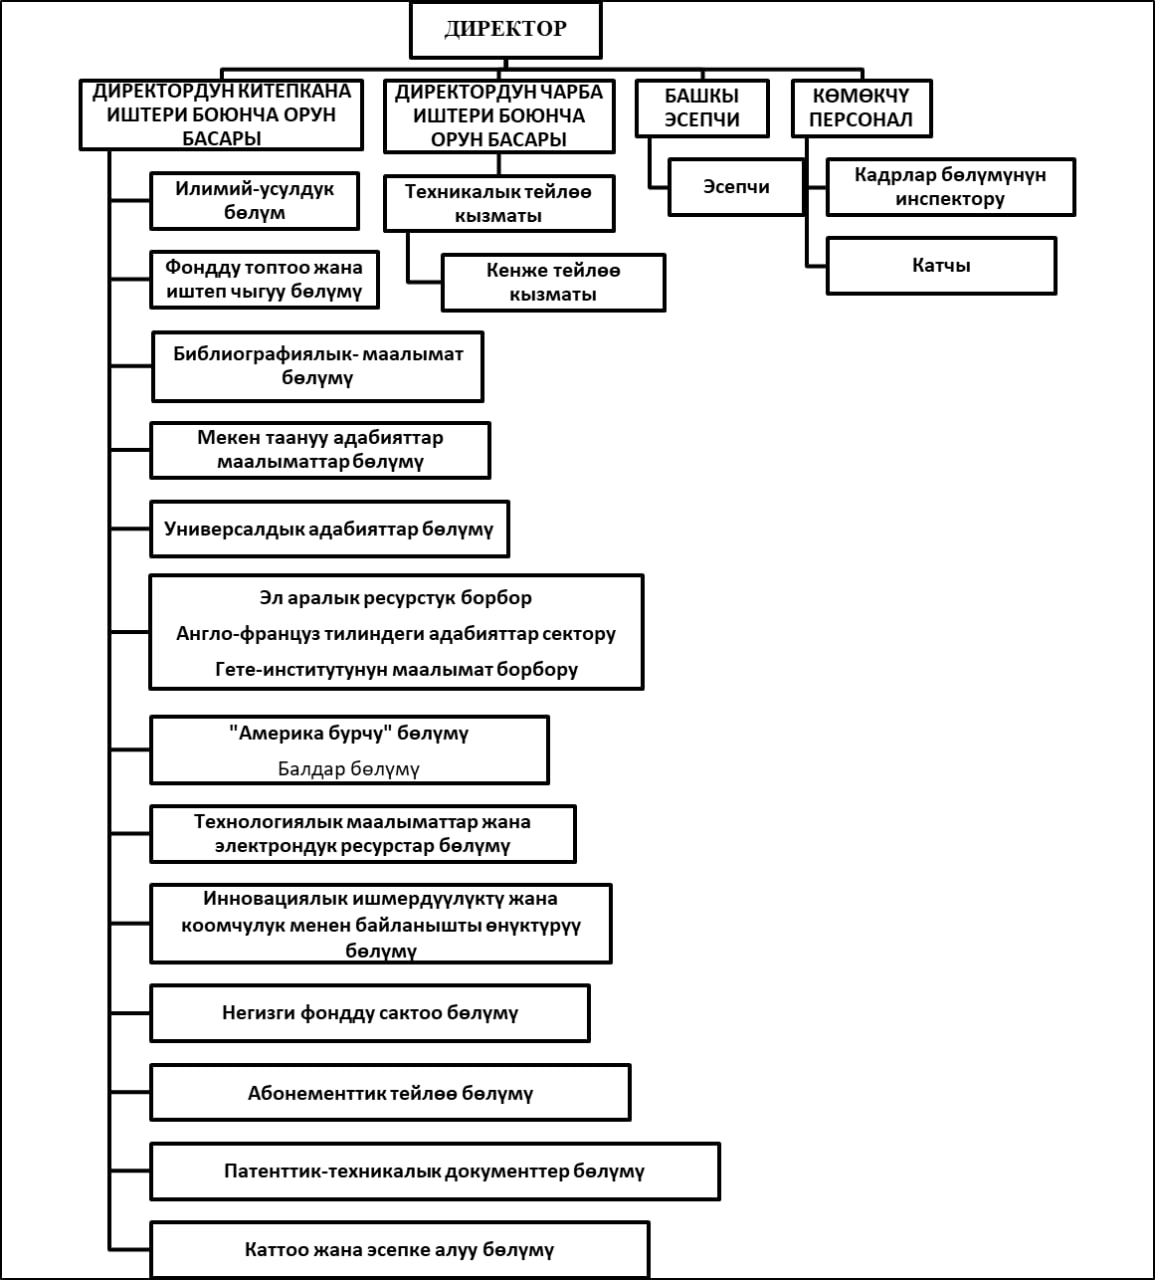 ДИРЕКТОР
ДИРЕКТОРДУН КИТЕПКАНА
ИШТЕРИ БОЮНЧА ОРУН
БАСАРЫ
ДИРЕКТОРДУН ЧАРБА
ИШТЕРИ БОЮНЧА
ОРУН БАСАРЫ
БАШКЫ
ЭСЕПЧИ
КӨМӨКЧҮ
ПЕРСОНАЛ
Илимий-усулдук
бөлүм
Фондду топтоо жана
иштеп чыгуу бөлүмү
Библиографиялык- маалымат
бөлүмү
Мекен таануу адабияттар
маалыматтар бөлүмү
Универсалдык адабияттар бөлүмү
Эл аралык ресурстук борбор
Англо-француз тилиндеги адабияттар сектору
Гете-институтунун маалымат борбору
"Америка бурчу" бөлүмү
Балдар бөлүмү
Технологиялык маалыматтар жана
электрондук ресурстар бөлүмү
Инновациялык ишмердүүлүктү жана
коомчулук менен байланышты өнүктүрүү
бөлүмү
Негизги фондду сактоо бөлүмү
Абонементтик тейлөө бөлүмү
Патенттик-техникалык документтер бөлүмү
Каттоо жана эсепке алуу бөлүмү
Техникалык тейлөө
кызматы
Кенже тейлөө
кызматы
Эсепчи
Кадрлар бөлүмүнүн
инспектору
Катчы